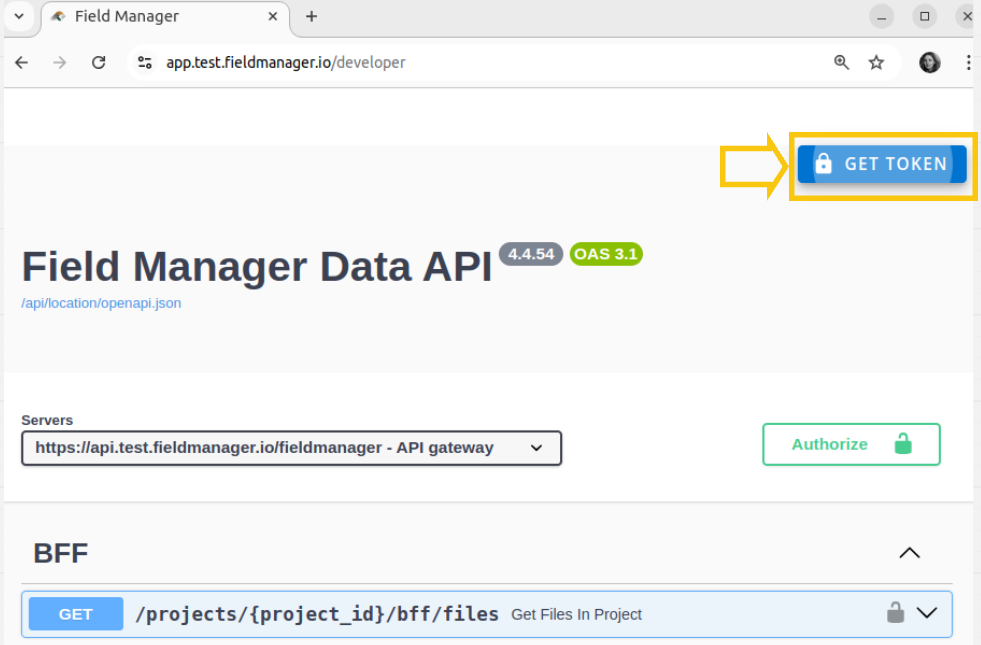 Field Manager
app.test.fieldmanager.io/developer
GET TOKEN
Field Manager Data API 4.4.54 OAS 3.1
/api/location/openapi.json
Servers
https://api.test.fieldmanager.io/fieldmanager - API gateway
Authorize
BFF
GET /projects/{project_id}/bff/files Get Files In Project